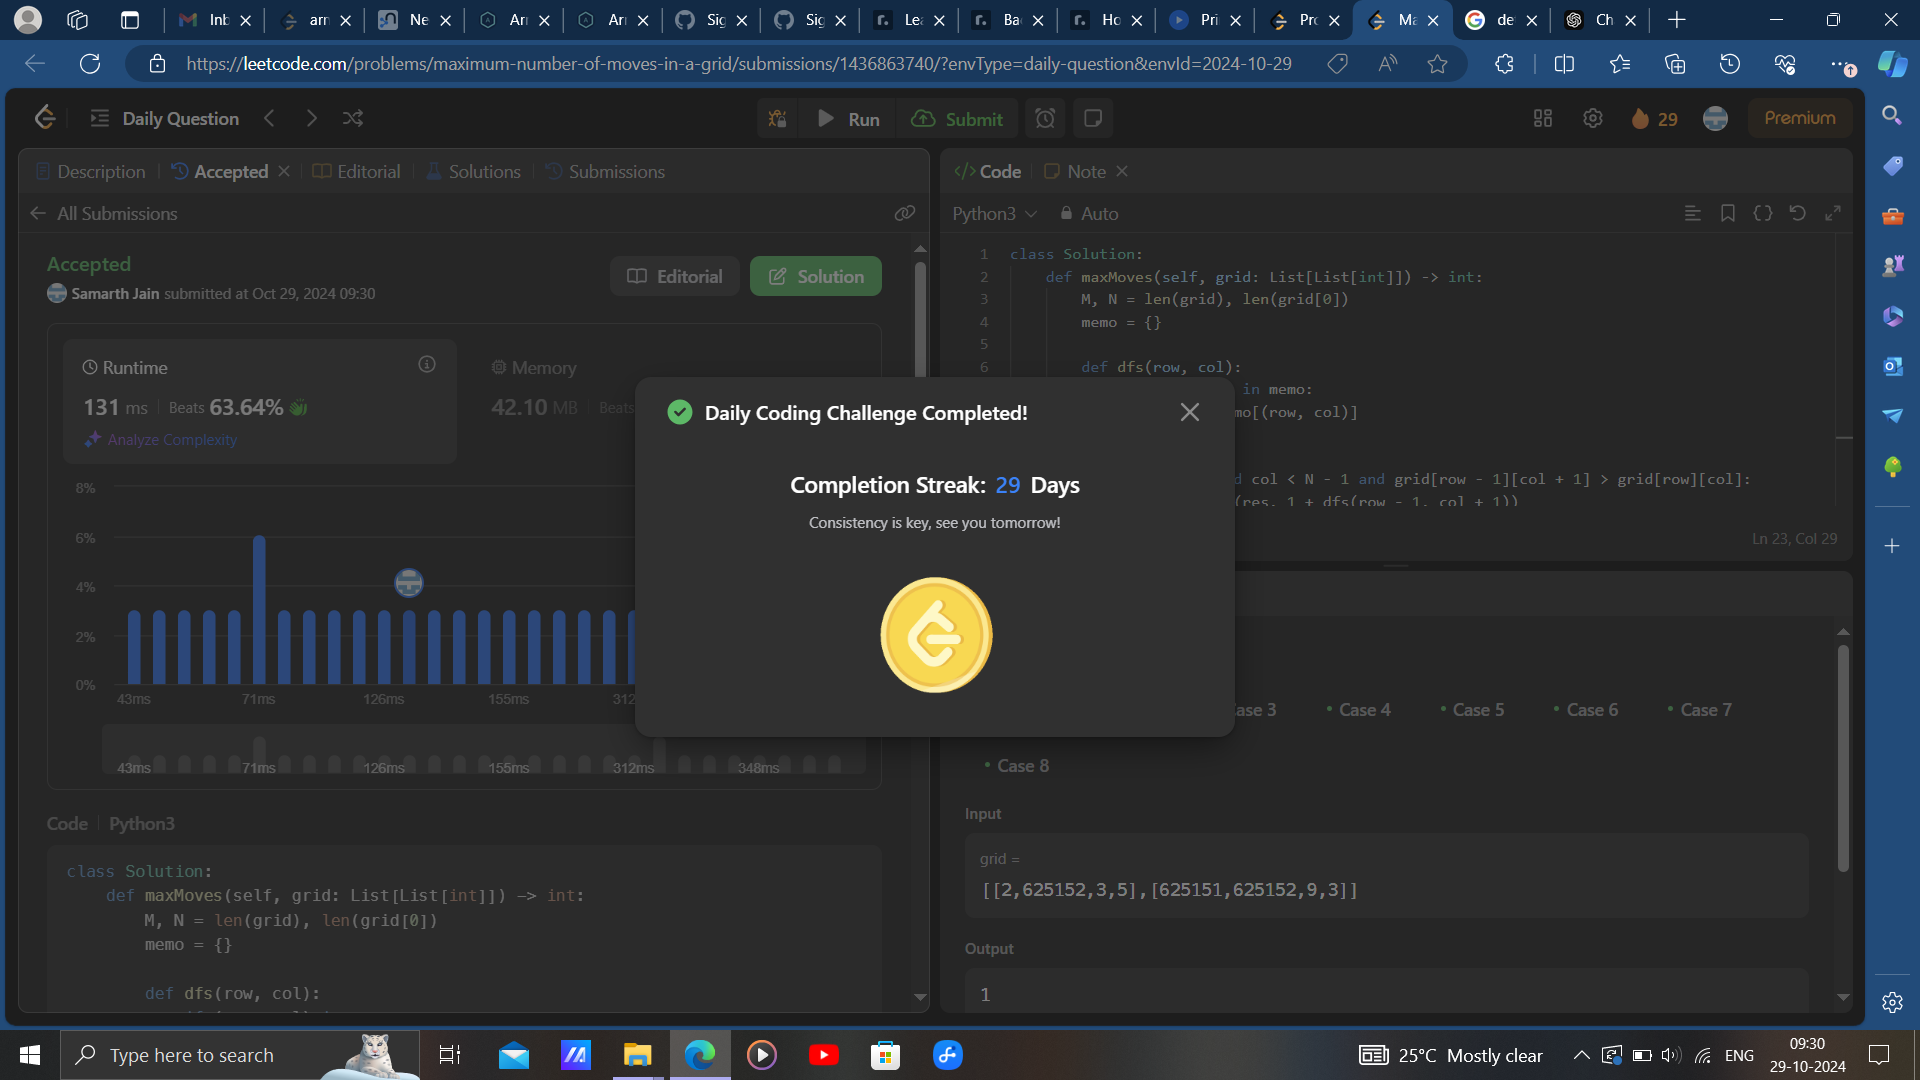 Inb
arr
Ne
Arr
Arr
Sig
Sig
Lea
Ba
Ho
Pri
Pro
Ma
de
Ch
https://leetcode.com/problems/maximum-number-of-moves-in-a-grid/submissions/1436863740/?envType=daily-question&envId=2024-10-29
Daily Question
Run
Submit
29
Premium
Description
Accepted
Editorial
Solutions
Submissions
All Submissions
Accepted
Samarth Jain submitted at Oct 29, 2024 09:30
Editorial
Solution
Runtime
131 ms Beats 63.64%
Analyze Complexity
Memory
42.10 MB Beats
8%
6%
4%
2%
0%
43ms 71ms 126ms 155ms 312
43ms 71ms 126ms 155ms 312ms 348ms
Code Python3
class Solution:
def maxMoves(self, grid: List[List[int]]) -> int:
M, N = len(grid), len(grid[0])
memo = {}
def dfs(row, col):
Daily Coding Challenge Completed!
Completion Streak: 29 Days
Consistency is key, see you tomorrow!
</> Code
Note
Python3
Auto
1 class Solution:
2 def maxMoves(self, grid: List[List[int]]) -> int:
3 M, N = len(grid), len(grid[0])
4 memo = {}
5
6 def dfs(row, col):
in memo:
mo[(row, col)]
d col < N - 1 and grid[row - 1][col + 1] > grid[row][col]:
(res, 1 + dfs(row - 1, col + 1))
Ln 23, Col 29
ase 3
Case 4
Case 5
Case 6
Case 7
Case 8
Input
grid =
[[2,625152,3,5],[625151,625152,9,3]]
Output
1
Type here to search
25°C Mostly clear
ENG
09:30
29-10-2024